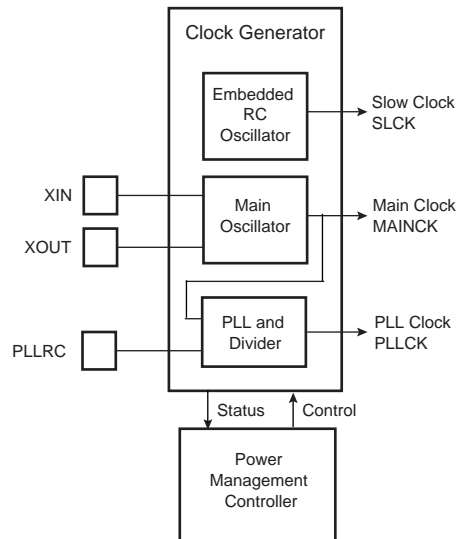 Clock Generator
Embedded
RC
Oscillator
Slow Clock
SLCK
XIN
Main
Oscillator
Main Clock
MAINCK
XOUT
PLL and
Divider
PLL Clock
PLLCK
PLLRC
Status
Control
Power
Management
Controller